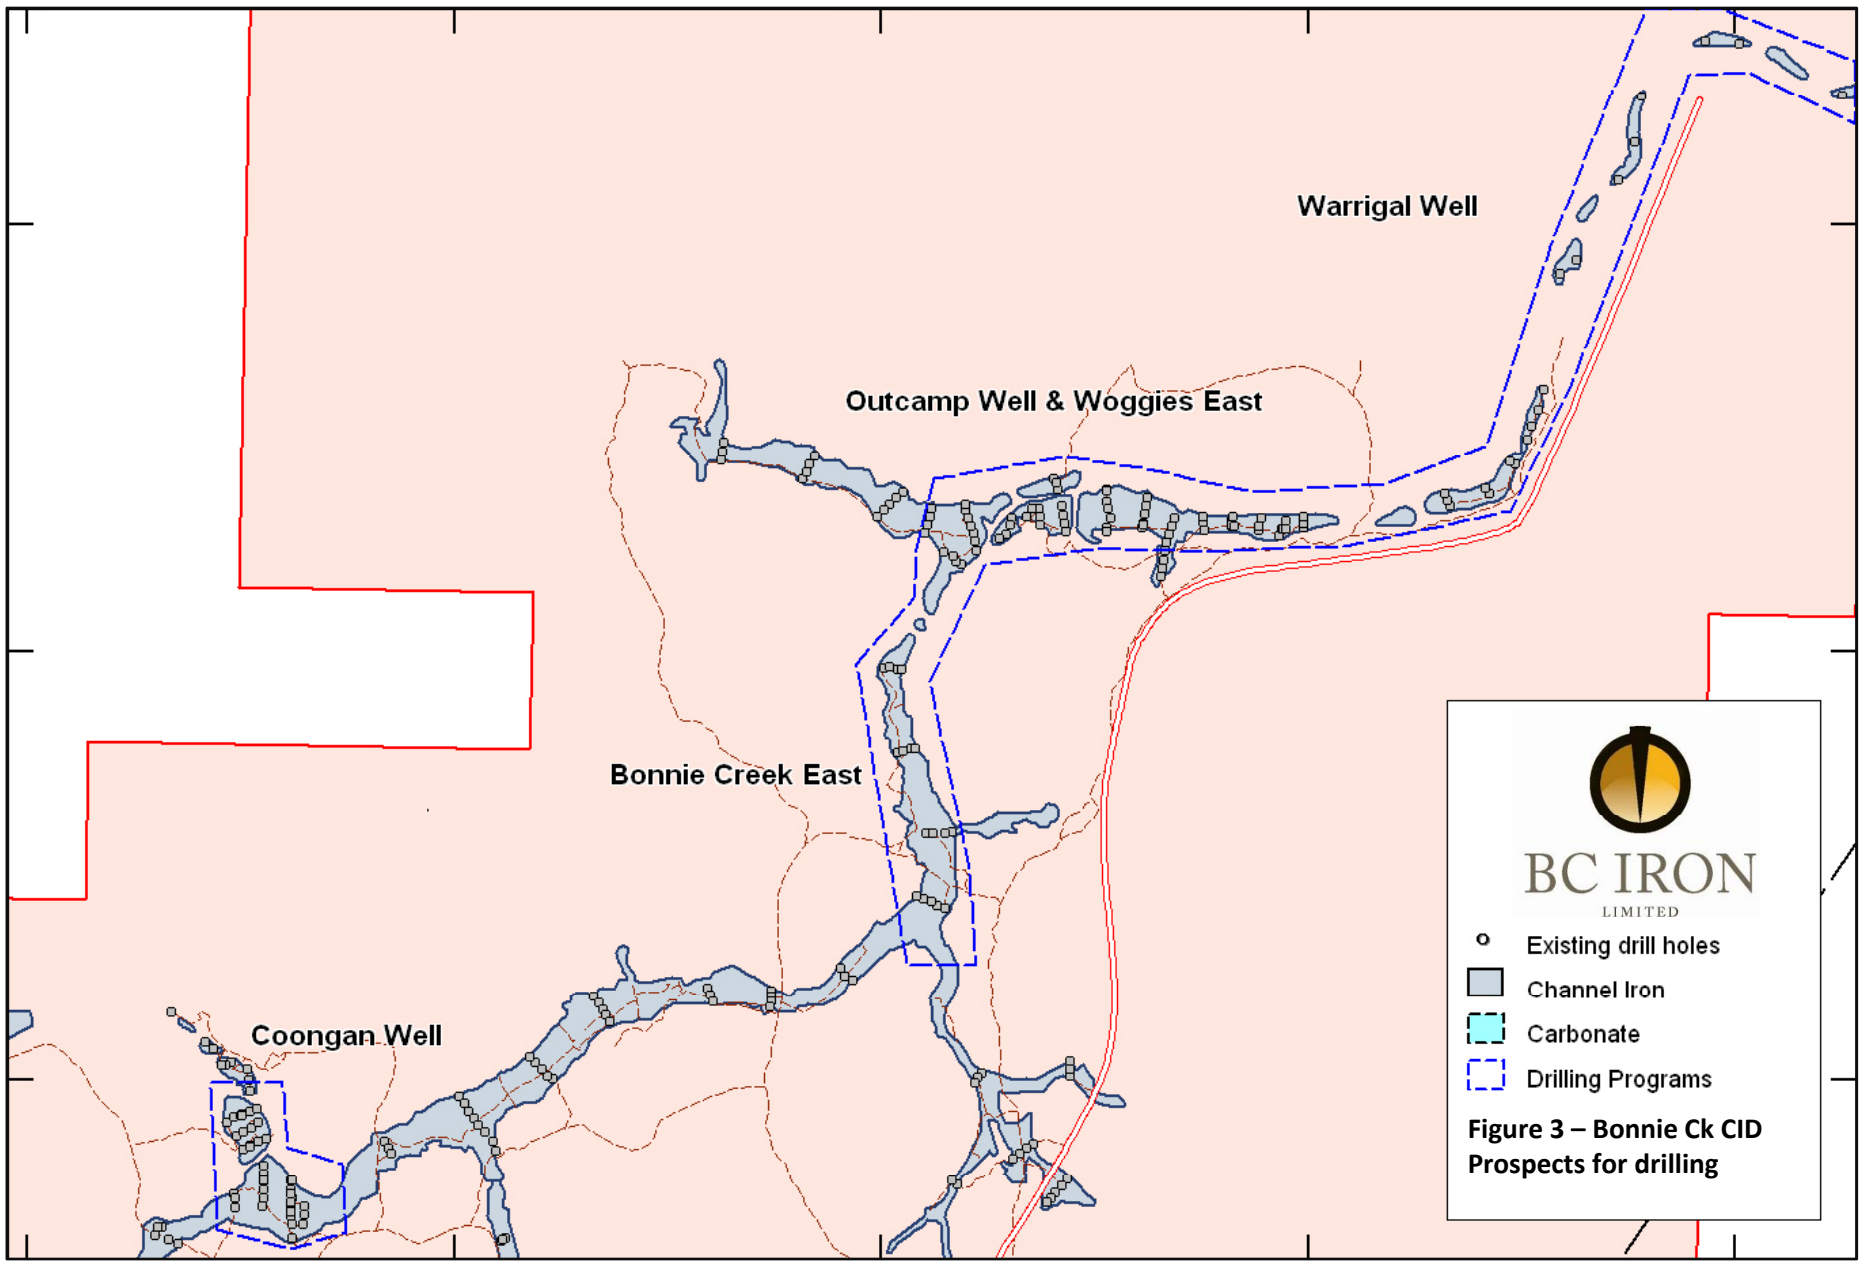 Warrigal Well
Outcamp Well & Woggies East
Bonnie Creek East
Coongan Well
BC IRON
LIMITED
Existing drill holes
Channel Iron
Carbonate
Drilling Programs
Figure 3 – Bonnie Ck CID
Prospects for drilling